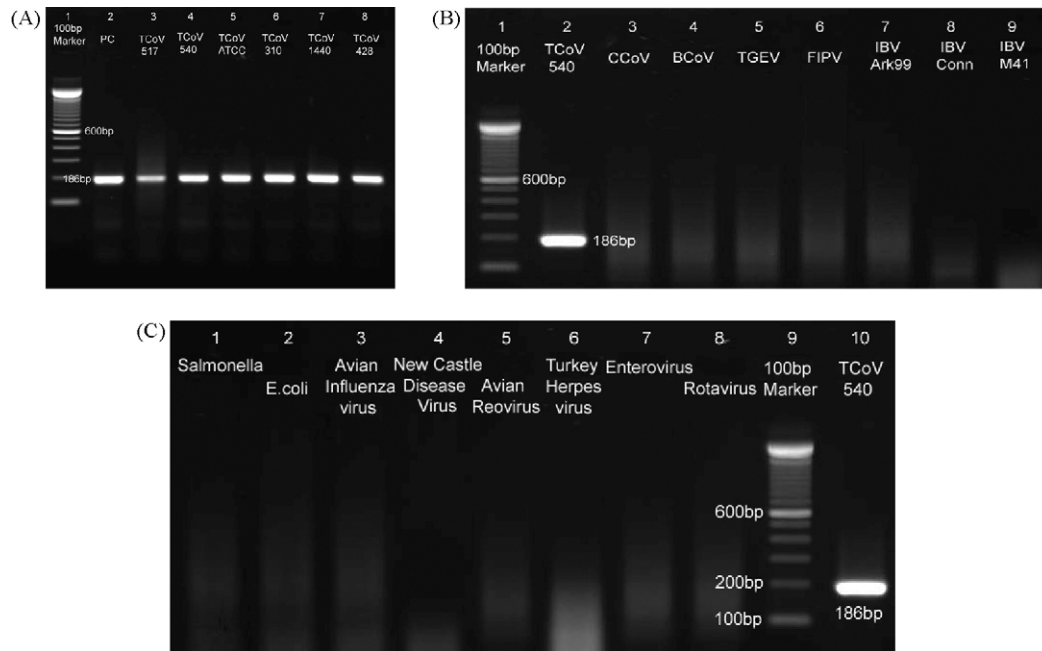 (A)
1 2 3 4 5 6 7 8
100bp PC TCoV TCoV TCoV TCoV TCoV TCoV
Marker 517 540 ATCC 310 1440 428
600bp
186bp
(B)
1 2 3 4 5 6 7 8 9
100bp TCoV CCoV BCoV TGEV FIPV IBV IBV IBV
Marker 540 Ark99 Conn M41
600bp
186bp
(C)
1 2 3 4 5 6 7 8 9 10
Salmonella Avian New Castle Turkey Enterovirus 100bp TCoV
E.coli Influenza Disease Avian Herpes Rotavirus Marker 540
virus Virus Reovirus virus
600bp
200bp
186bp
100bp